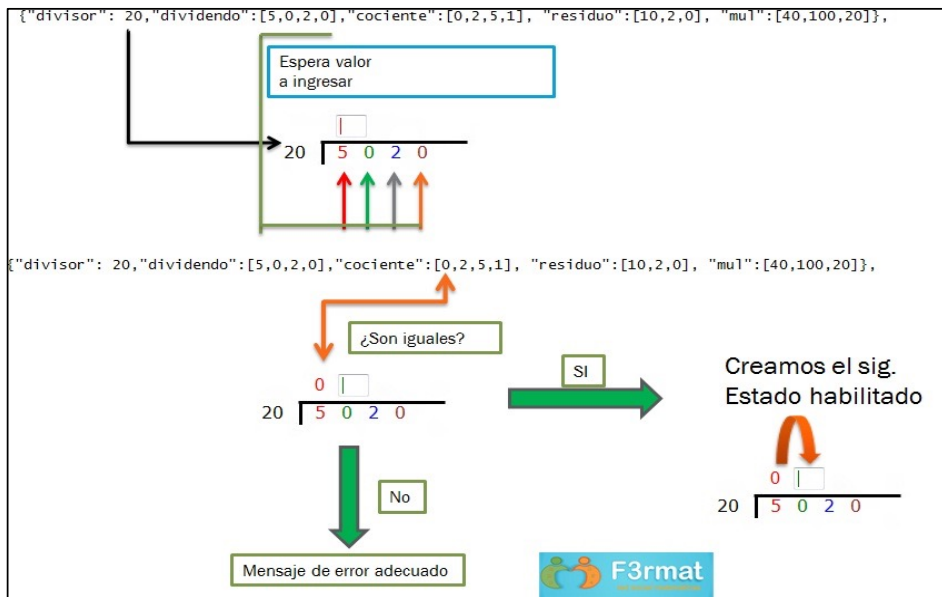 {"divisor": 20,"dividendo":[5,0,2,0],"cociente":[0,2,5,1], "residuo":[10,2,0], "mul":[40,100,20]},
Espera valor
a ingresar
20 5 0 2 0
{"divisor": 20,"dividendo":[5,0,2,0],"cociente":[0,2,5,1], "residuo":[10,2,0], "mul":[40,100,20]},
¿Son iguales?
0
20 5 0 2 0
SI
Creamos el sig.
Estado habilitado
0
20 5 0 2 0
No
Mensaje de error adecuado
F3rmat